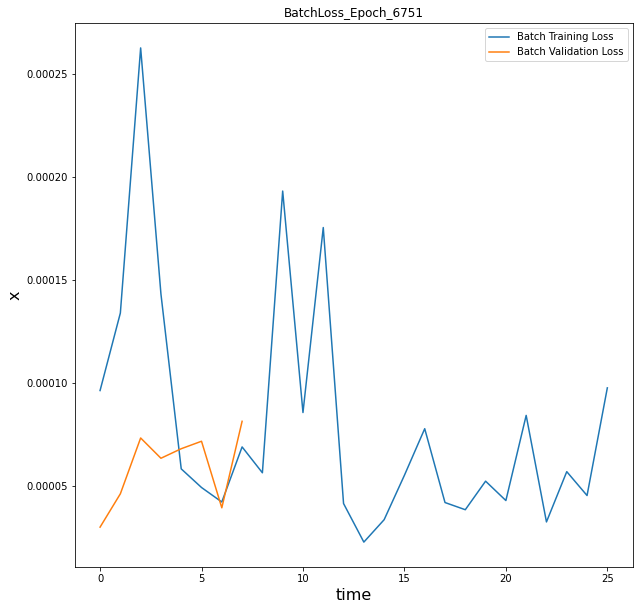 BatchLoss_Epoch_6751
Batch Training Loss
Batch Validation Loss
0.00025
0.00020
0.00015
0.00010
0.00005
x
0 5 10 15 20 25
time